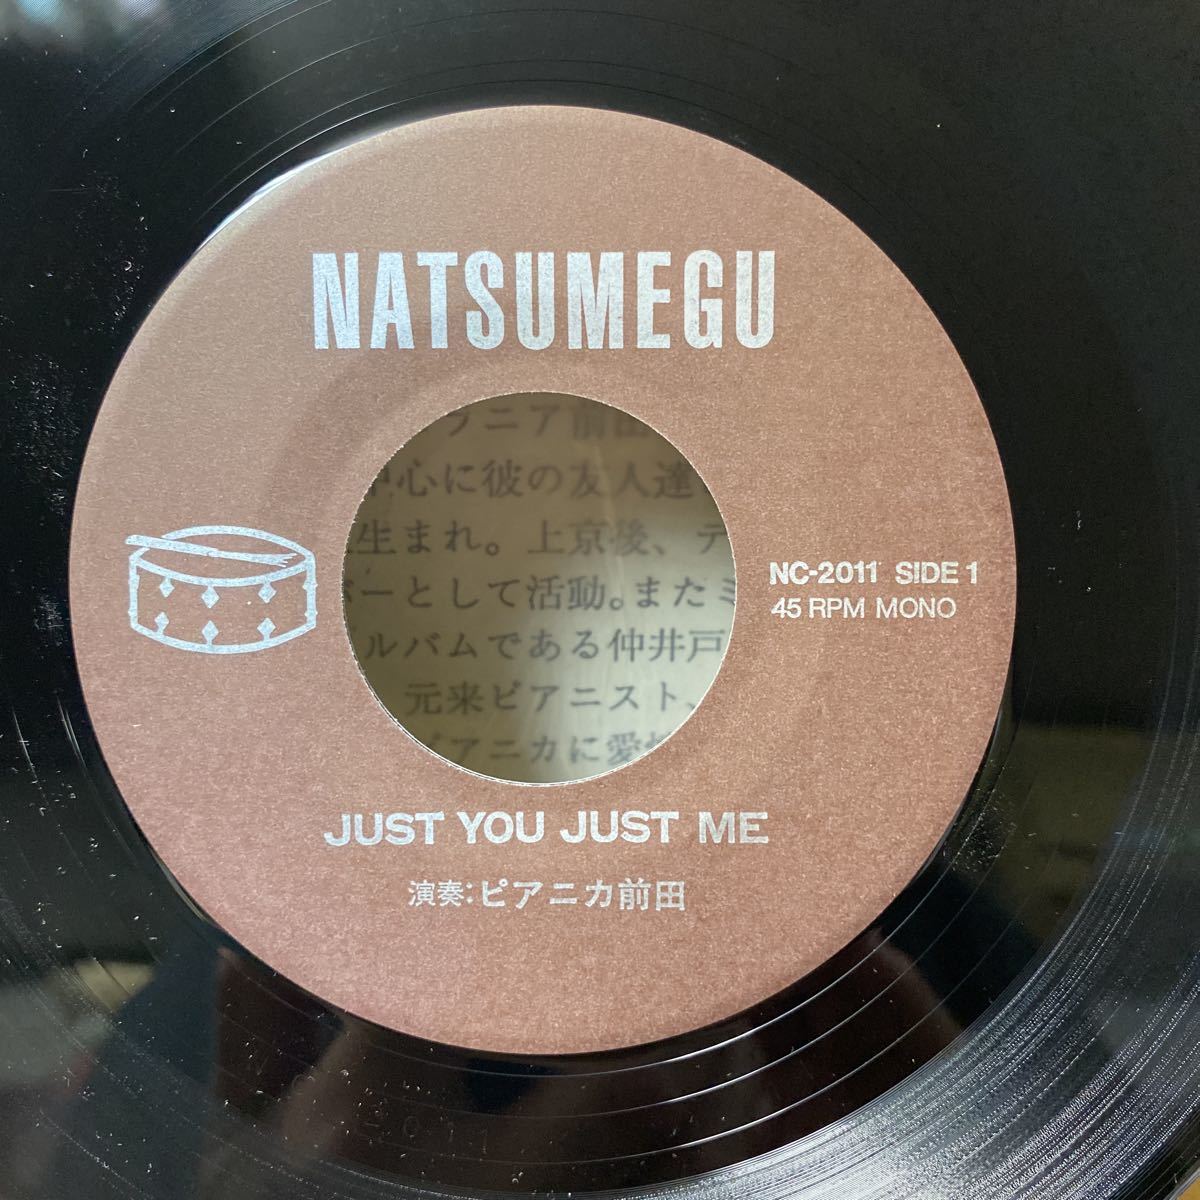 NATSUMEGU
ニア前田
中心に彼の友人達
生まれ。上京後、デ
ーとして活動。またミ
ルバムである仲井戸
元来ピアニスト、
アニカに愛
NC-2011 SIDE 1
45 RPM MONO
JUST YOU JUST ME
演奏:ピアニカ前田
2011